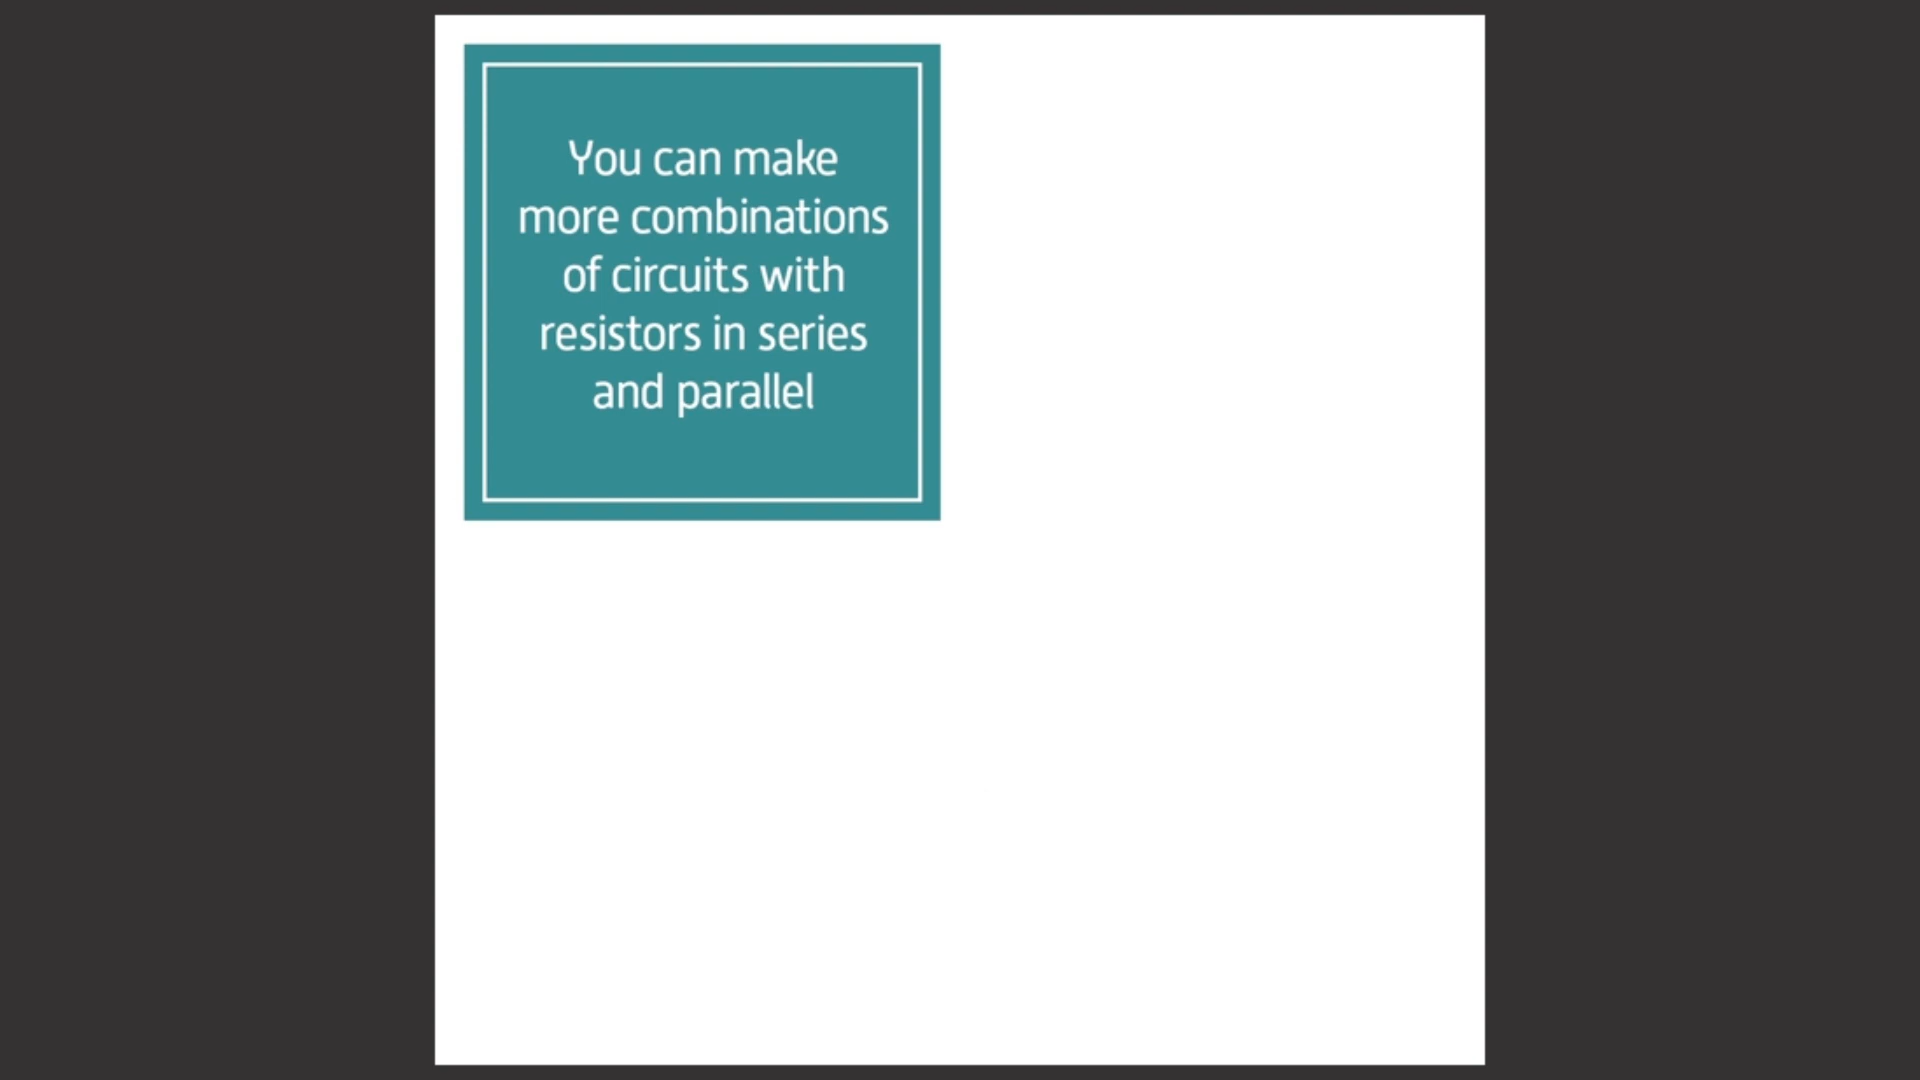 You can make
more combinations
of circuits with
resistors in series
and parallel